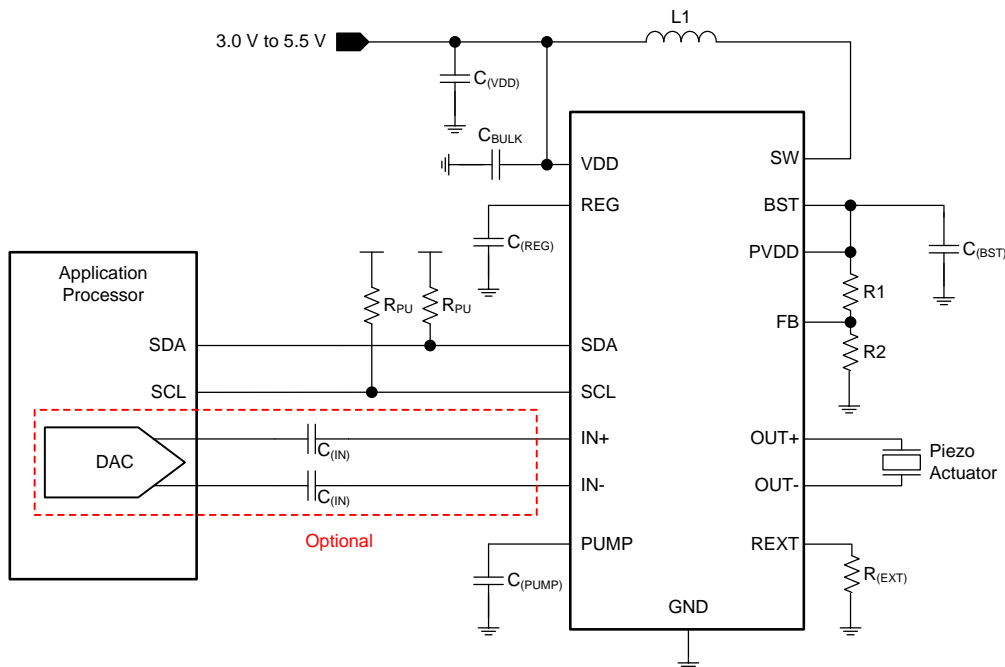 L1
3.0 V to 5.5 V
C(VDD)
CBULK
VDD
SW
REG
BST
C(REG)
PVDD
C(BST)
Application
Processor
RPU
RPU
R1
FB
SDA
SDA
R2
SCL
SCL
DAC
C(IN)
IN+
OUT+
Piezo
Actuator
C(IN)
IN-
OUT-
Optional
PUMP
REXT
C(PUMP)
R(EXT)
GND